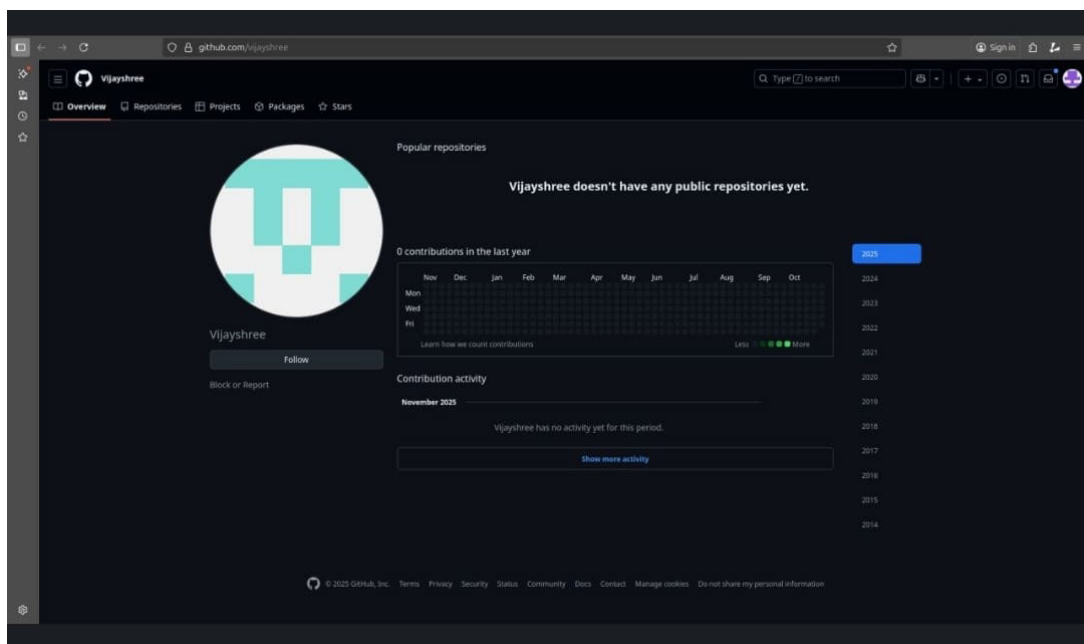 github.com/vijayshree
Sign in
Vijayshree
Type / to search
Overview Repositories Projects Packages Stars
Popular repositories
Vijayshree doesn't have any public repositories yet.
0 contributions in the last year
2025
Nov Dec Jan Feb Mar Apr May Jun Jul Aug Sep Oct
2024
Mon
2023
Wed
Fri
2022
Vijayshree
Learn how we count contributions
Less More
2021
Follow
Contribution activity
2020
Block or Report
November 2025
2019
Vijayshree has no activity yet for this period.
2018
2017
Show more activity
2016
2015
2014
© 2025 GitHub, Inc. Terms Privacy Security Status Community Docs Contact Manage cookies Do not share my personal information